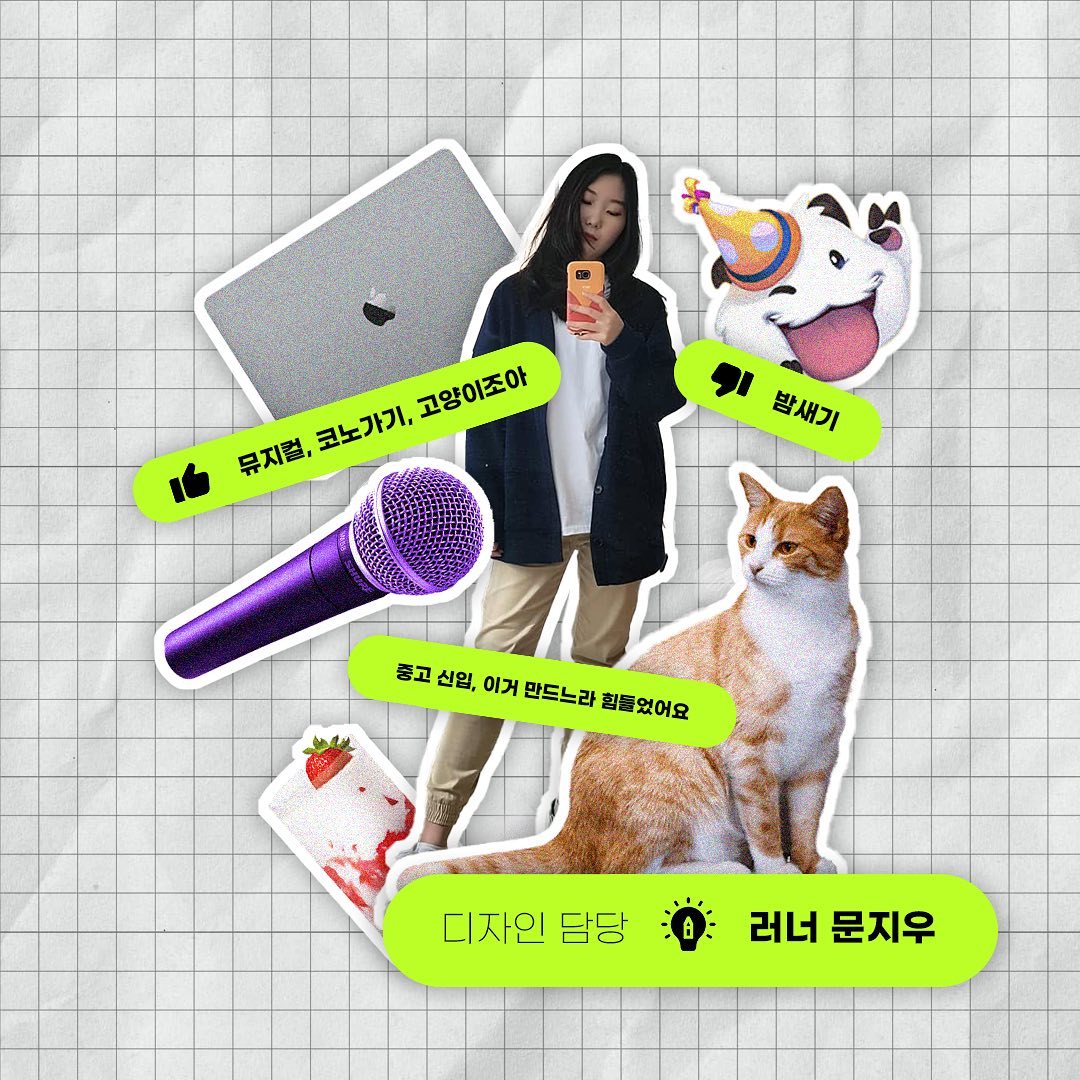 뮤지컬, 코노가기, 고양이조아
밤새기
SHURE
중고 신입, 이거 만드느라 힘들었어요
디자인 담당 러너 문지우